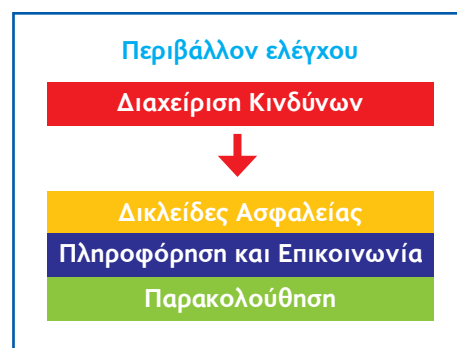 Περιβάλλον ελέγχου
Διαχείριση Κινδύνων
Δικλείδες Ασφαλείας
Πληροφόρηση και Επικοινωνία
Παρακολούθηση